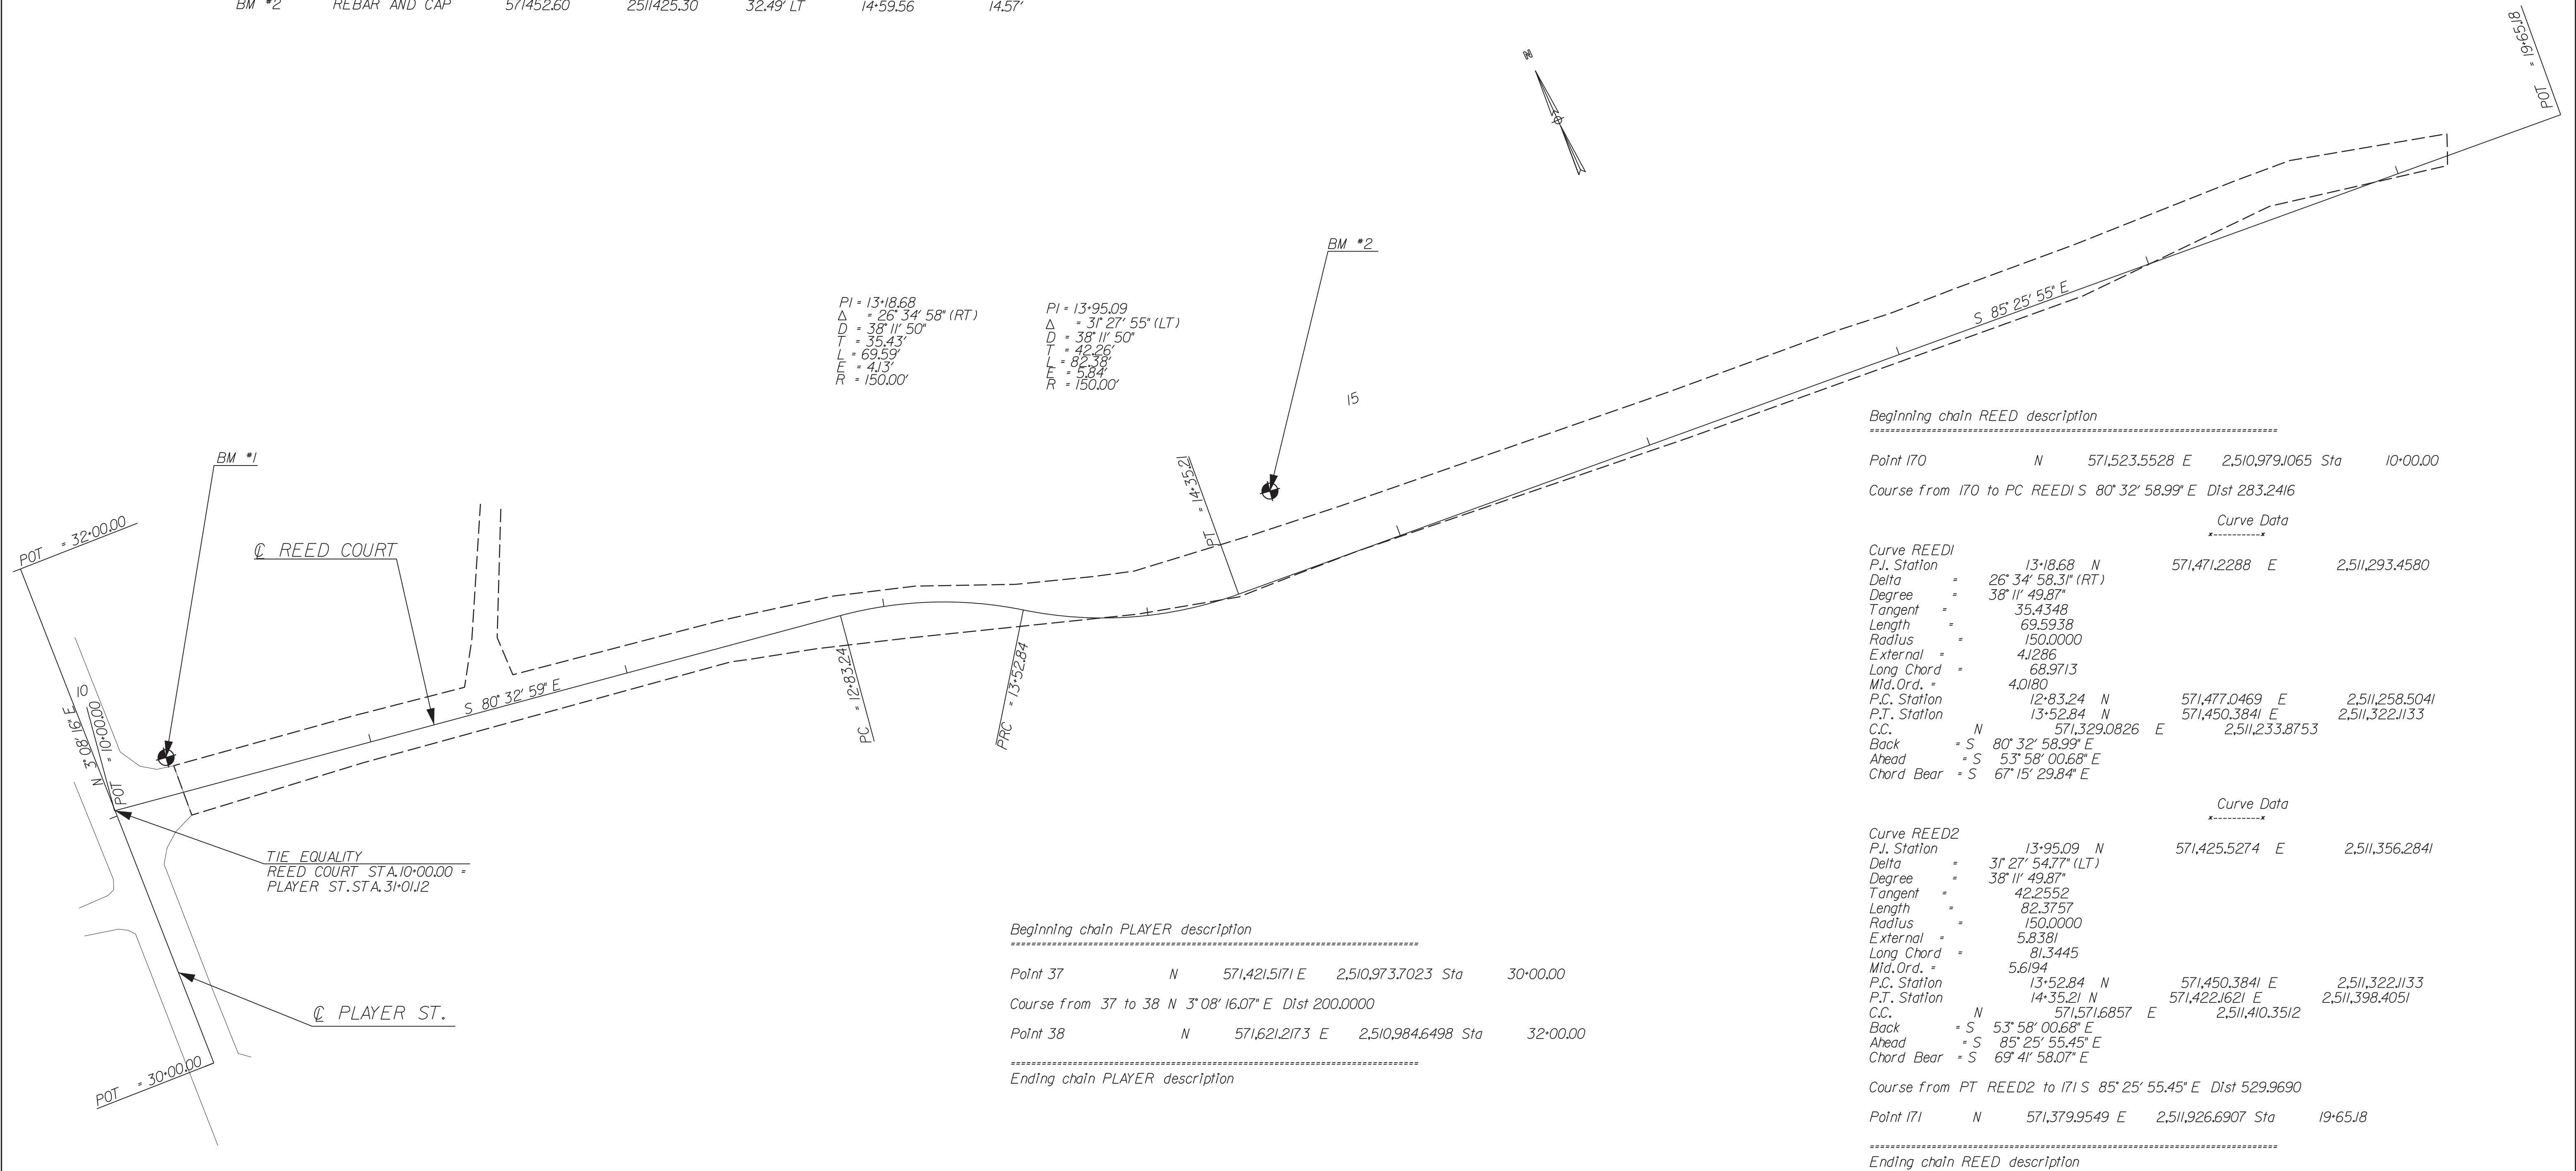 BM #2 REBAR AND CAP 571452.60 2511425.30 32.49' LT 14+59.56 14.57'
POT = 19+65.18
N
BM #2
PI = 13+18.68
Δ = 26° 34' 58" (RT)
D = 38° 11' 50"
T = 35.43'
L = 69.59'
E = 4.13'
R = 150.00'
PI = 13+95.09
Δ = 31° 27' 55" (LT)
D = 38° 11' 50"
T = 42.26'
L = 82.38'
E = 5.84'
R = 150.00'
S 85° 25' 55" E
15
BM #1
PT = 14+35.21
POT = 32+00.00
℄ REED COURT
S 80° 32' 59" E
PC = 12+83.24
PRC = 13+52.84
10
N 3° 08' 16" E
POT = 10+00.00
TIE EQUALITY
REED COURT STA. 10+00.00 =
PLAYER ST. STA. 31+01.12
℄ PLAYER ST.
POT = 30+00.00
Beginning chain PLAYER description
==============================================================================
Point 37 N 571,421.5171 E 2,510,973.7023 Sta 30+00.00
Course from 37 to 38 N 3° 08' 16.07" E Dist 200.0000
Point 38 N 571,621.2173 E 2,510,984.6498 Sta 32+00.00
==============================================================================
Ending chain PLAYER description
Beginning chain REED description
==============================================================================
Point 170 N 571,523.5528 E 2,510,979.1065 Sta 10+00.00
Course from 170 to PC REED1 S 80° 32' 58.99" E Dist 283.2416
Curve Data
*----------*
Curve REED1
P.I. Station 13+18.68 N 571,471.2288 E 2,511,293.4580
Delta = 26° 34' 58.31" (RT)
Degree = 38° 11' 49.87"
Tangent = 35.4348
Length = 69.5938
Radius = 150.0000
External = 4.1286
Long Chord = 68.9713
Mid. Ord. = 4.0180
P.C. Station 12+83.24 N 571,477.0469 E 2,511,258.5041
P.T. Station 13+52.84 N 571,450.3841 E 2,511,322.1133
C.C. N 571,329.0826 E 2,511,233.8753
Back = S 80° 32' 58.99" E
Ahead = S 53° 58' 00.68" E
Chord Bear = S 67° 15' 29.84" E
Curve Data
*----------*
Curve REED2
P.I. Station 13+95.09 N 571,425.5274 E 2,511,356.2841
Delta = 31° 27' 54.77" (LT)
Degree = 38° 11' 49.87"
Tangent = 42.2552
Length = 82.3757
Radius = 150.0000
External = 5.8381
Long Chord = 81.3445
Mid. Ord. = 5.6194
P.C. Station 13+52.84 N 571,450.3841 E 2,511,322.1133
P.T. Station 14+35.21 N 571,422.1621 E 2,511,398.4051
C.C. N 571,571.6857 E 2,511,410.3512
Back = S 53° 58' 00.68" E
Ahead = S 85° 25' 55.45" E
Chord Bear = S 69° 41' 58.07" E
Course from PT REED2 to 171 S 85° 25' 55.45" E Dist 529.9690
Point 171 N 571,379.9549 E 2,511,926.6907 Sta 19+65.18
==============================================================================
Ending chain REED description